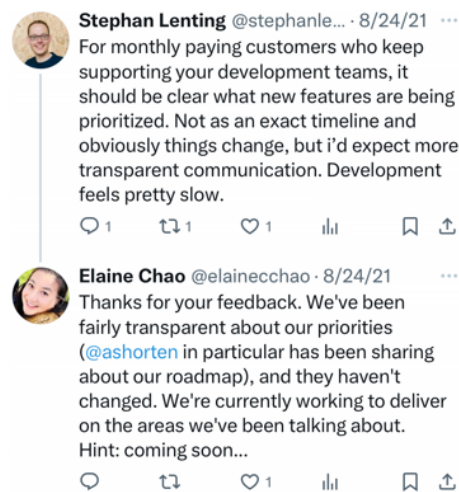 Stephan Lenting @stephanle... · 8/24/21 ···
For monthly paying customers who keep
supporting your development teams, it
should be clear what new features are being
prioritized. Not as an exact timeline and
obviously things change, but i'd expect more
transparent communication. Development
feels pretty slow.
1 1 1
Elaine Chao @elainecchao · 8/24/21 ···
Thanks for your feedback. We've been
fairly transparent about our priorities
(@ashorten in particular has been sharing
about our roadmap), and they haven't
changed. We're currently working to deliver
on the areas we've been talking about.
Hint: coming soon...
1